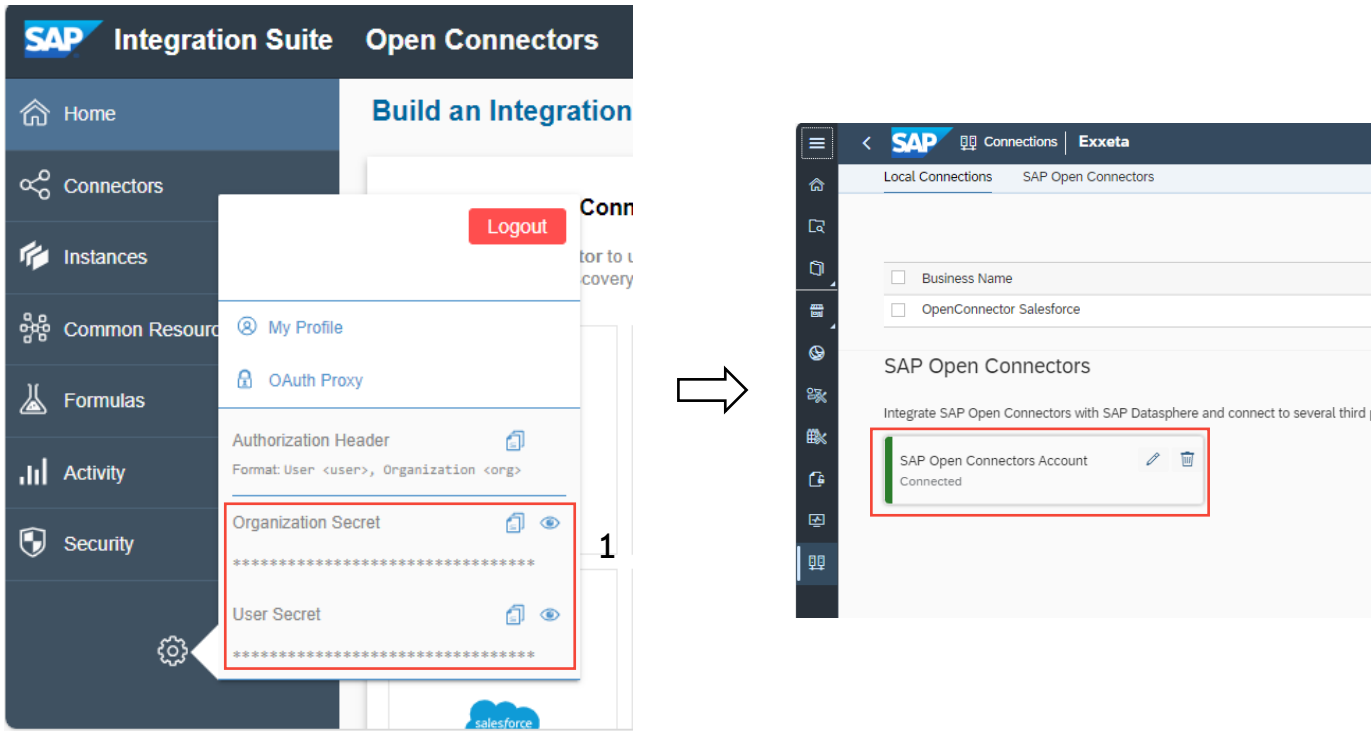 SAP Integration Suite Open Connectors
Home
Connectors
Instances
Common Resourc
Formulas
Activity
Security
Build an Integration
Conn
tor to u
covery
Logout
My Profile
OAuth Proxy
Authorization Header
Format: User <user>, Organization <org>
Organization Secret
*********************************
User Secret
*********************************
1
salesforce
SAP Connections Exxeta
Local Connections SAP Open Connectors
Business Name
OpenConnector Salesforce
SAP Open Connectors
Integrate SAP Open Connectors with SAP Datasphere and connect to several third p
SAP Open Connectors Account
Connected